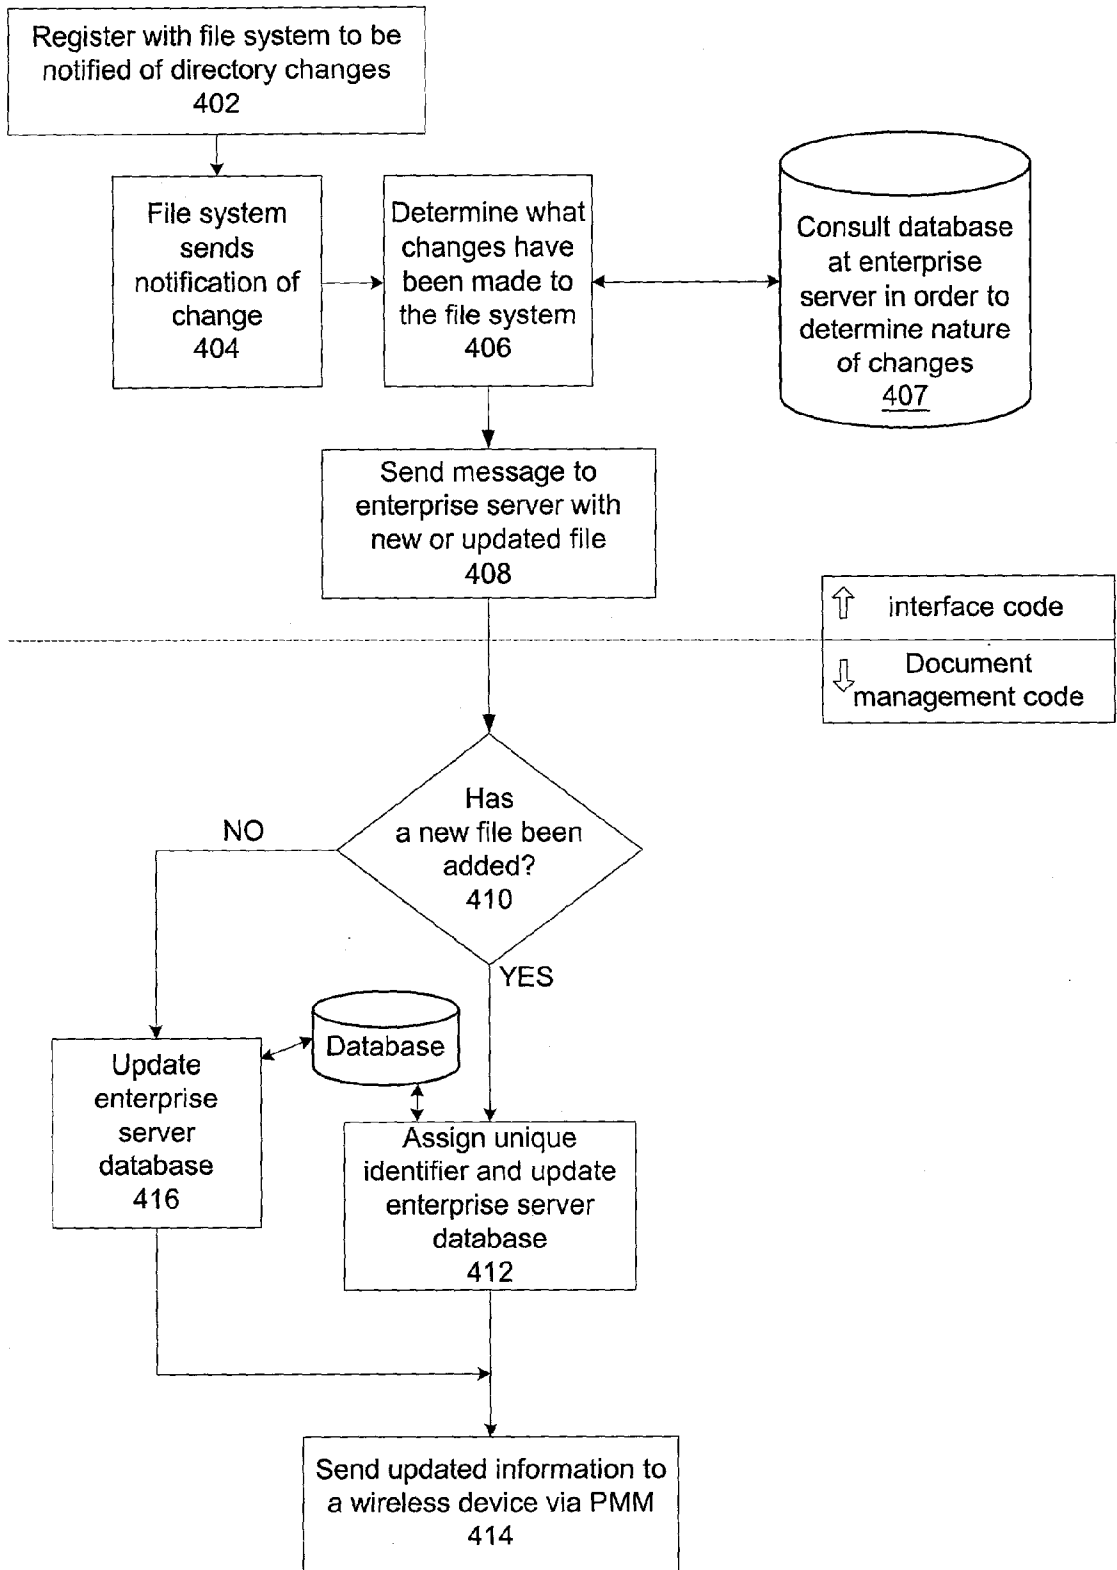 Register with file system to be
notified of directory changes
402
File system
sends
notification of
change
404
Determine what
changes have
been made to
the file system
406
Consult database
at enterprise
server in order to
determine nature
of changes
407
Send message to
enterprise server with
new or updated file
408
interface code
Document
management code
Has
a new file been
added?
410
NO
YES
Database
Update
enterprise
server
database
416
Assign unique
identifier and update
enterprise server
database
412
Send updated information to
a wireless device via PMM
414